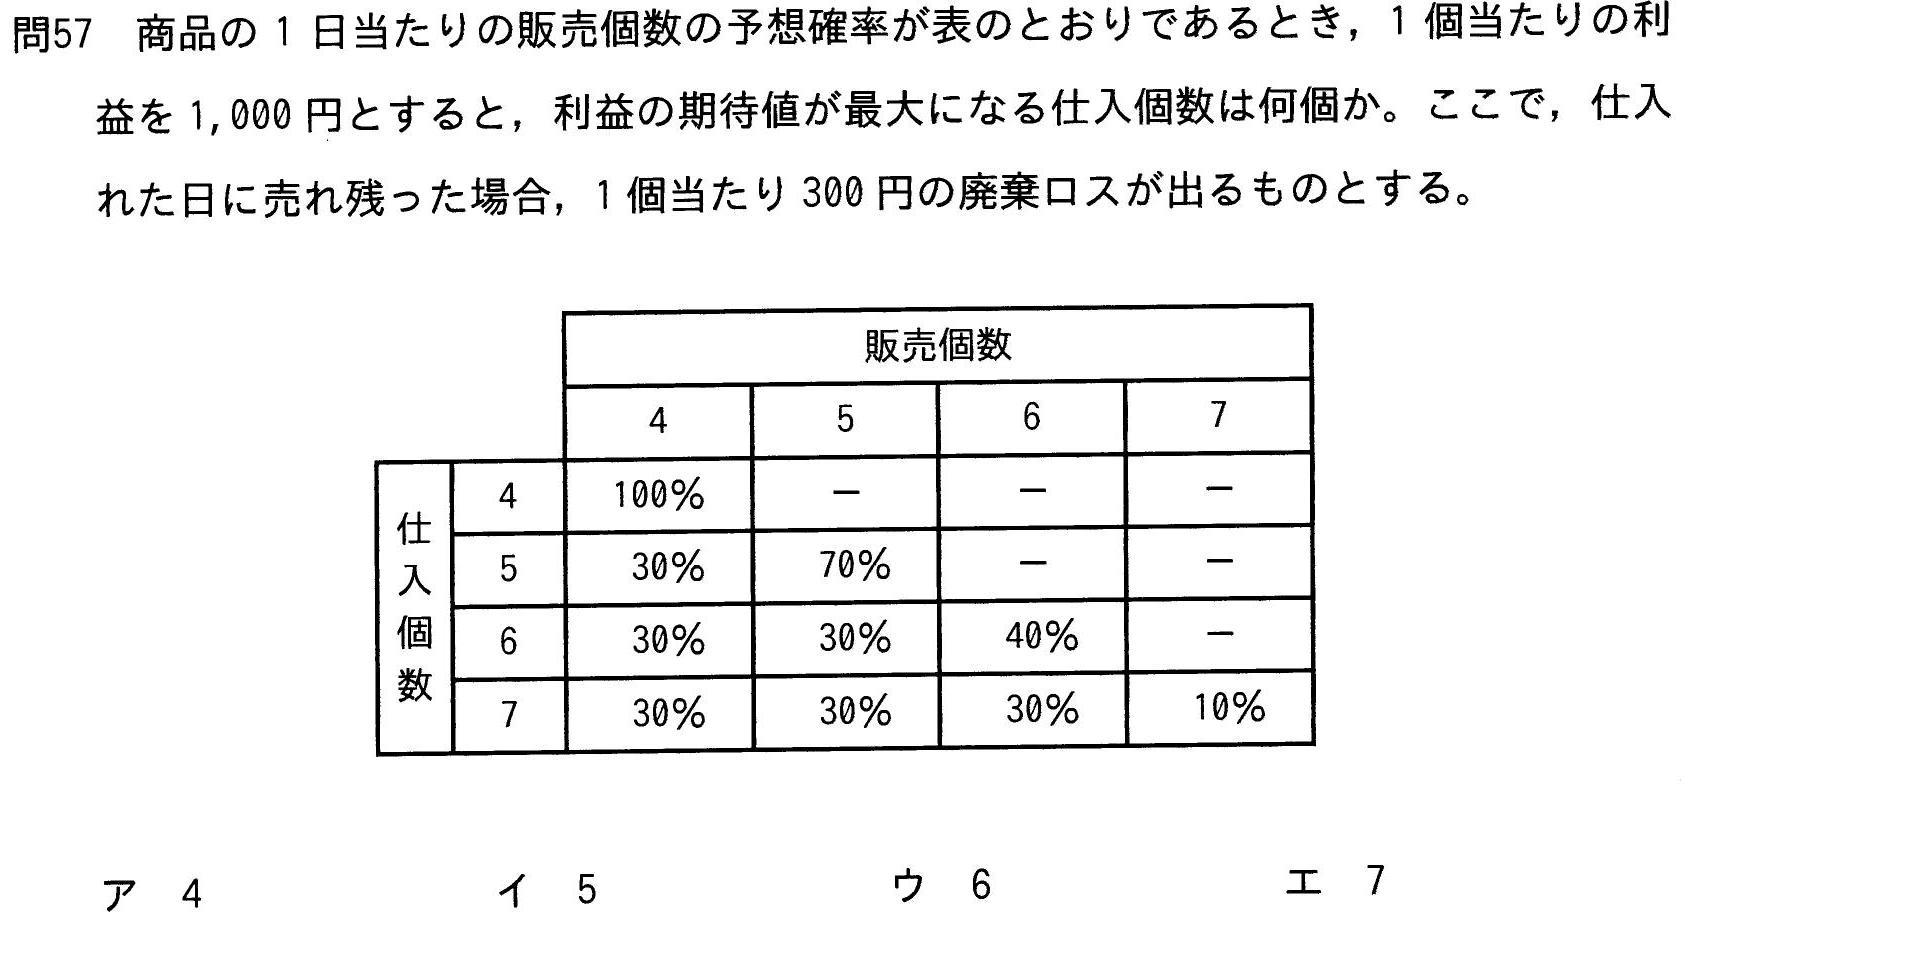 問57 商品の1日当たりの販売個数の予想確率が表のとおりであるとき，1個当たりの利
益を1,000円とすると，利益の期待値が最大になる仕入個数は何個か。ここで，仕入
れた日に売れ残った場合，1個当たり300円の廃棄ロスが出るものとする。
販売個数
4 5 6 7
仕入個数
4 100% － － －
5 30% 70% － －
6 30% 30% 40% －
7 30% 30% 30% 10%
ア 4 イ 5 ウ 6 エ 7